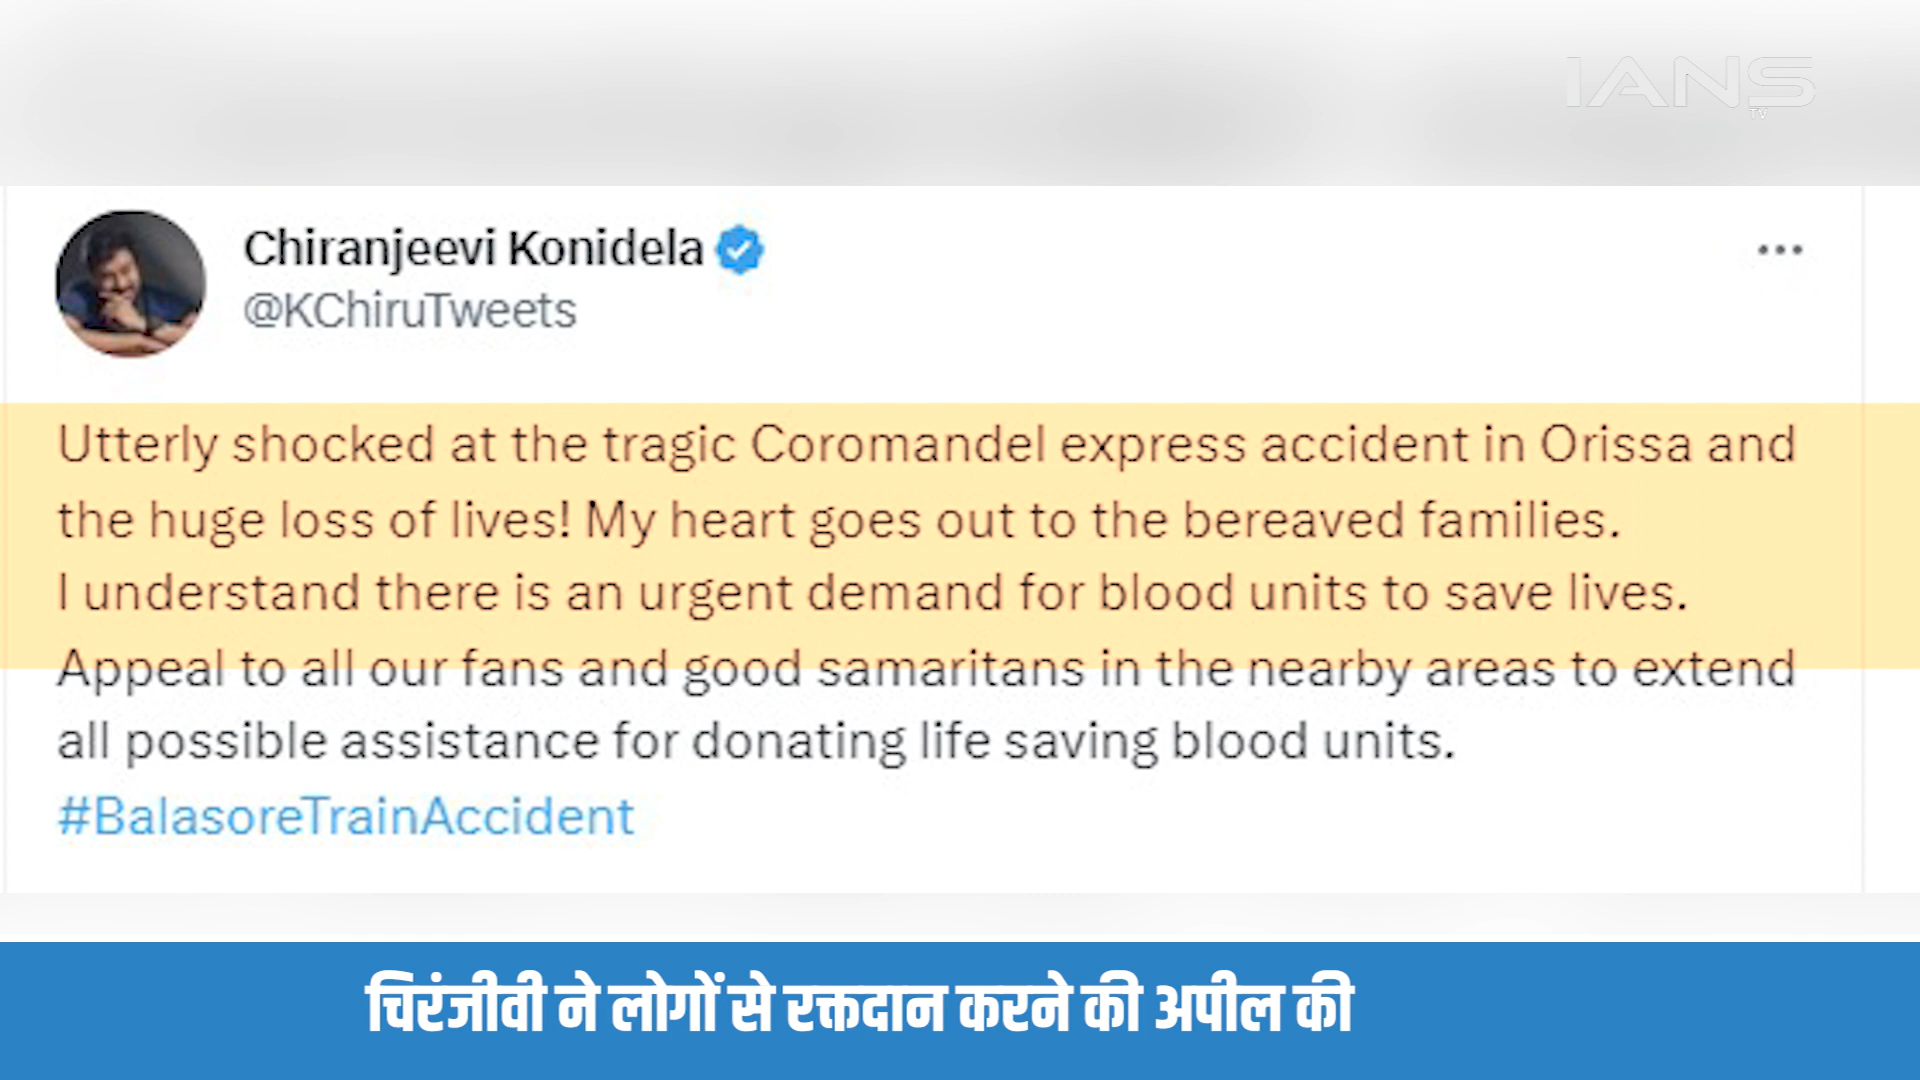 IANS
TV
Chiranjeevi Konidela
@KChiruTweets
Utterly shocked at the tragic Coromandel express accident in Orissa and
the huge loss of lives! My heart goes out to the bereaved families.
I understand there is an urgent demand for blood units to save lives.
Appeal to all our fans and good samaritans in the nearby areas to extend
all possible assistance for donating life saving blood units.
#BalasoreTrainAccident
चिरंजीवी ने लोगों से रक्तदान करने की अपील की